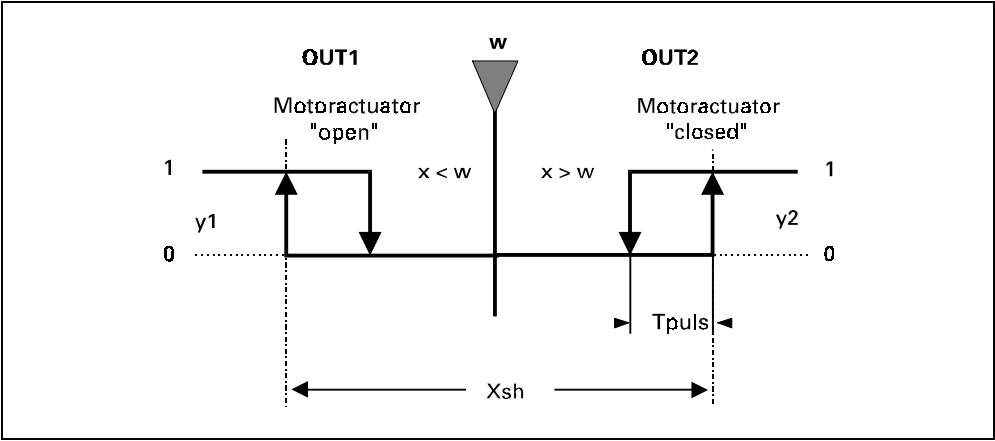 w
OUT1
OUT2
Motoractuator
"open"
Motoractuator
"closed"
1
x < w
x > w
1
y1
y2
0
0
Tpuls
Xsh